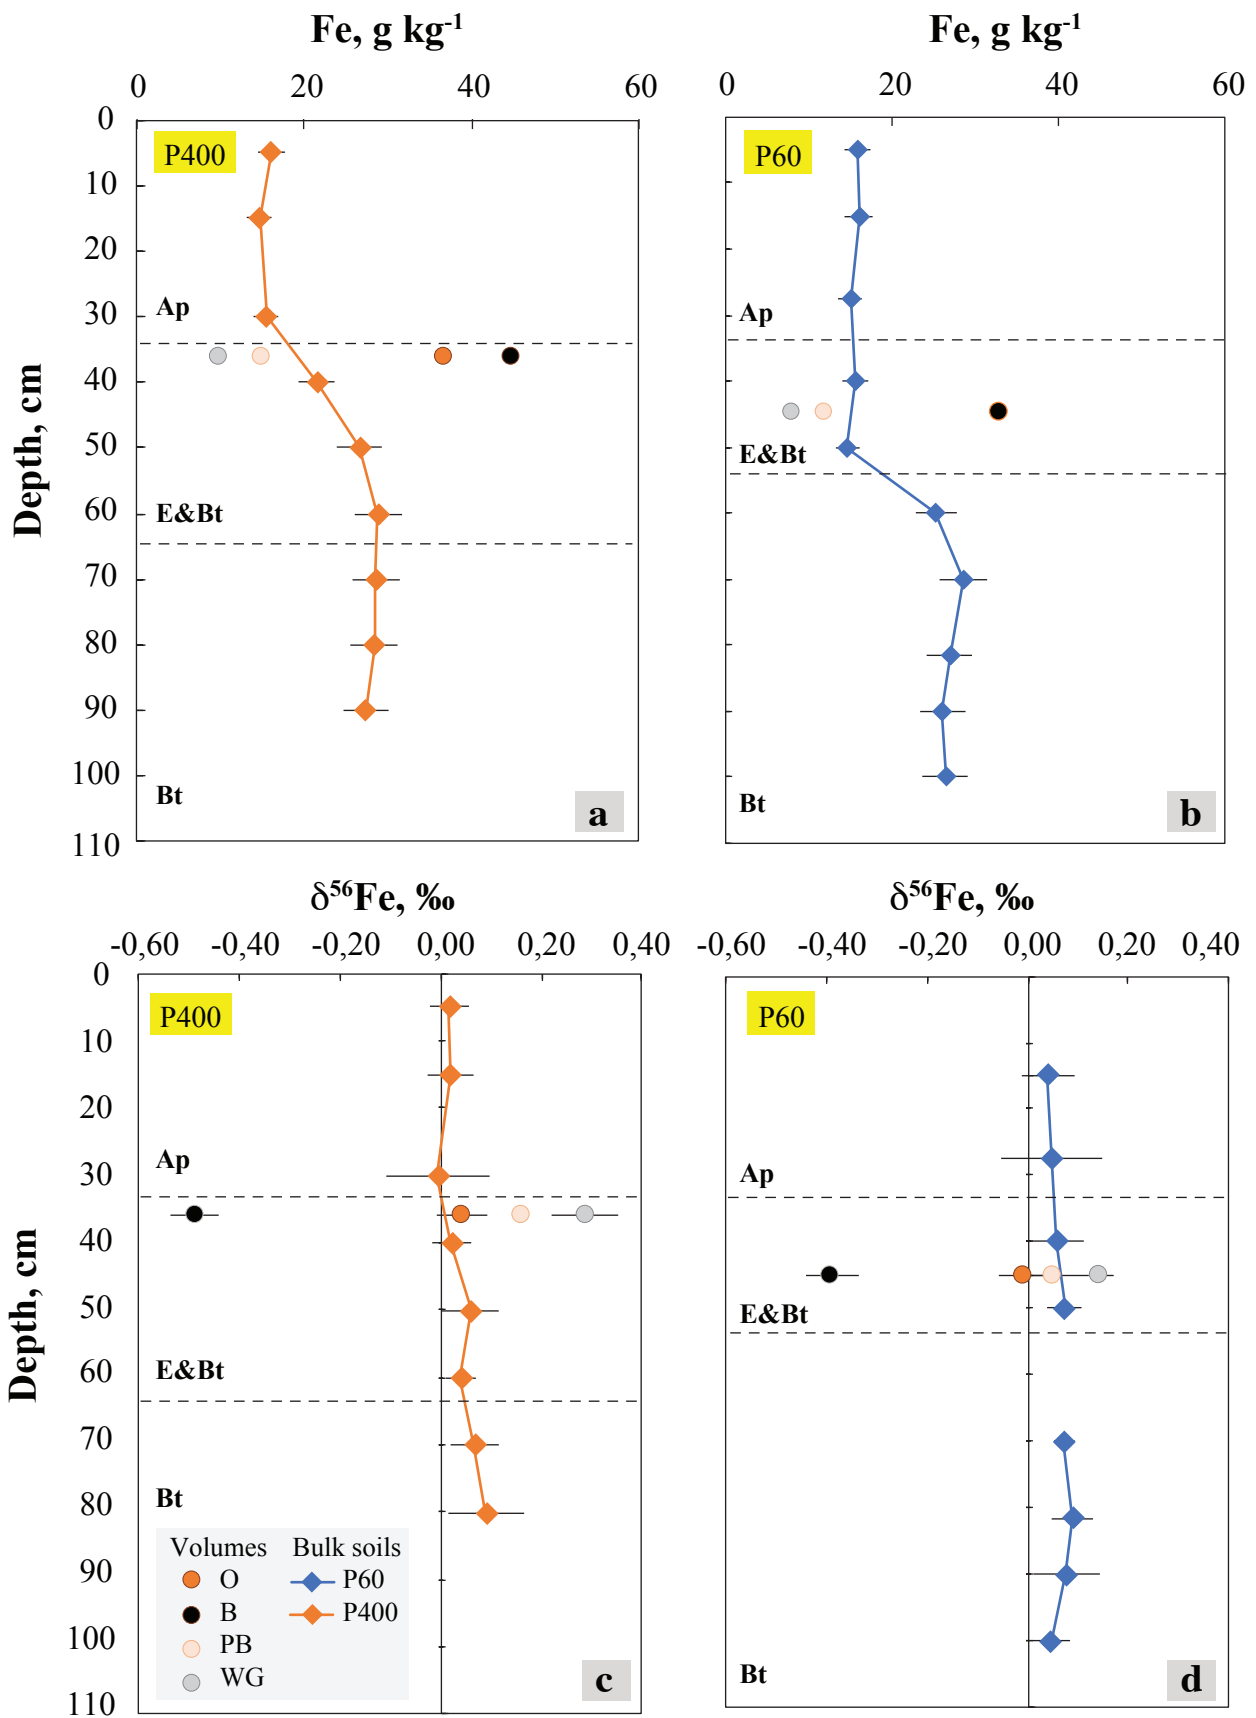 Fe, g kg-1
Fe, g kg-1
0 20 40 60
0 20 40 60
Depth, cm
0
10
20
30
40
50
60
70
80
90
100
110
P400
Ap
E&Bt
Bt
a
P60
Ap
E&Bt
Bt
b
δ56Fe, ‰
δ56Fe, ‰
-0,60 -0,40 -0,20 0,00 0,20 0,40
-0,60 -0,40 -0,20 0,00 0,20 0,40
Depth, cm
0
10
20
30
40
50
60
70
80
90
100
110
P400
Ap
E&Bt
Bt
Volumes Bulk soils
O P60
B P400
PB
WG
c
P60
Ap
E&Bt
Bt
d